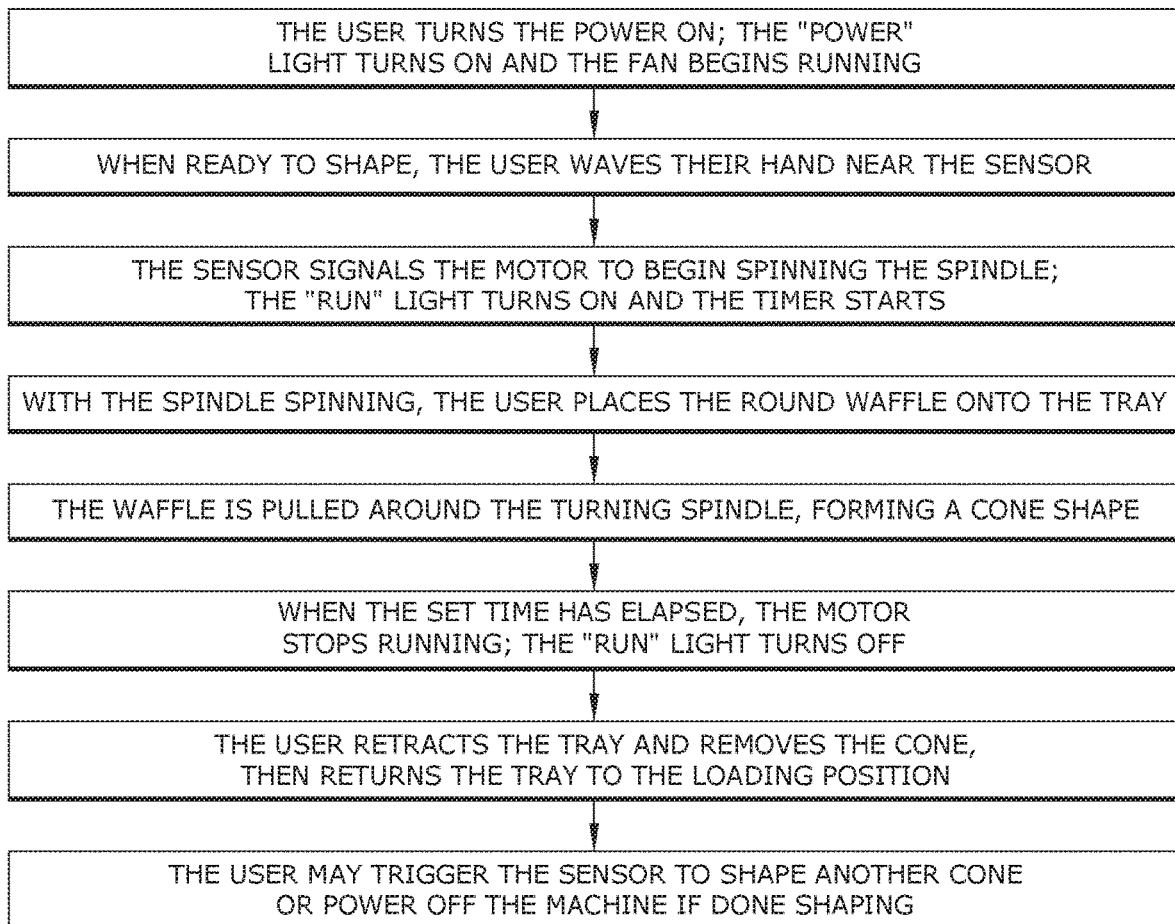 THE USER TURNS THE POWER ON; THE "POWER"
LIGHT TURNS ON AND THE FAN BEGINS RUNNING
WHEN READY TO SHAPE, THE USER WAVES THEIR HAND NEAR THE SENSOR
THE SENSOR SIGNALS THE MOTOR TO BEGIN SPINNING THE SPINDLE;
THE "RUN" LIGHT TURNS ON AND THE TIMER STARTS
WITH THE SPINDLE SPINNING, THE USER PLACES THE ROUND WAFFLE ONTO THE TRAY
THE WAFFLE IS PULLED AROUND THE TURNING SPINDLE, FORMING A CONE SHAPE
WHEN THE SET TIME HAS ELAPSED, THE MOTOR
STOPS RUNNING; THE "RUN" LIGHT TURNS OFF
THE USER RETRACTS THE TRAY AND REMOVES THE CONE,
THEN RETURNS THE TRAY TO THE LOADING POSITION
THE USER MAY TRIGGER THE SENSOR TO SHAPE ANOTHER CONE
OR POWER OFF THE MACHINE IF DONE SHAPING